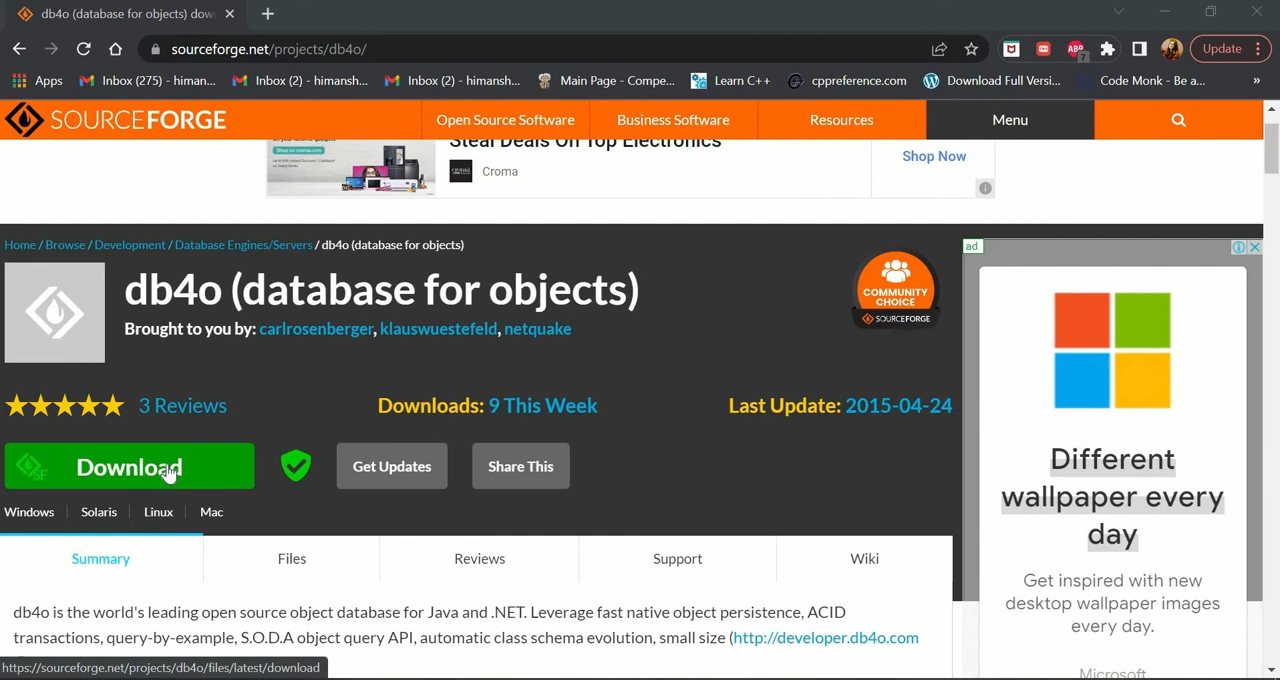 db4o (database for objects) dow
sourceforge.net/projects/db4o/
7
Update
Apps
Inbox (275) - himan...
Inbox (2) - himansh...
Inbox (2) - himansh...
Main Page - Compe...
Learn C++
cppreference.com
Download Full Versi...
Code Monk - Be a...
»
SOURCEFORGE
Open Source Software
Business Software
Resources
Menu
Steal Deals On Top Electronics
Croma
Shop Now
Home / Browse / Development / Database Engines/Servers / db4o (database for objects)
ad
db4o (database for objects)
Brought to you by: carlrosenberger, klauswuestefeld, netquake
COMMUNITY
CHOICE
SOURCEFORGE
3 Reviews
Downloads: 9 This Week
Last Update: 2015-04-24
SF
Download
Get Updates
Share This
Windows
Solaris
Linux
Mac
Summary
Files
Reviews
Support
Wiki
db4o is the world's leading open source object database for Java and .NET. Leverage fast native object persistence, ACID
transactions, query-by-example, S.O.D.A object query API, automatic class schema evolution, small size (http://developer.db4o.com
https://sourceforge.net/projects/db4o/files/latest/download
Different
wallpaper every
day
Get inspired with new
desktop wallpaper images
every day.
Microsoft